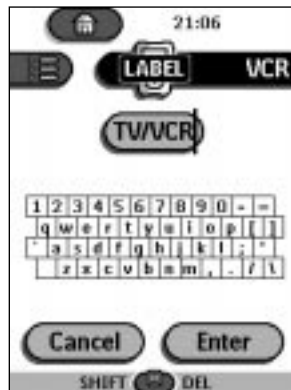 21:06
LABEL VCR
TV/VCR
1 2 3 4 5 6 7 8 9 0 - =
q w e r t y u i o p [ ]
` a s d f g h j k l ; '
z x c v b n m , . / \
Cancel Enter
SHIFT DEL